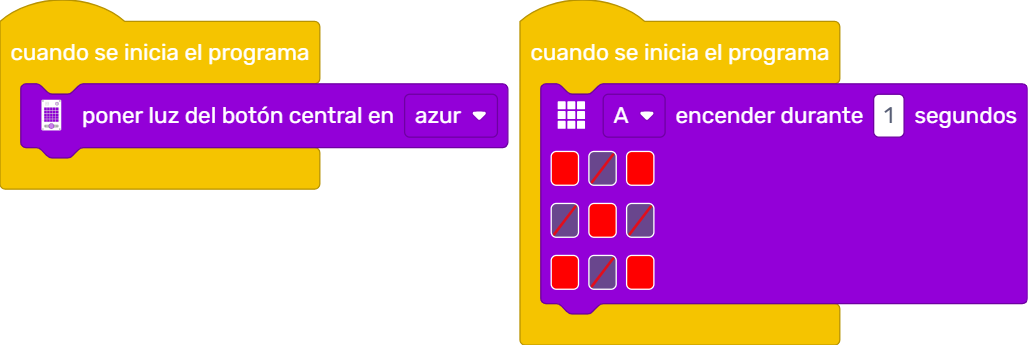 cuando se inicia el programa
poner luz del botón central en azur
cuando se inicia el programa
A encender durante 1 segundos